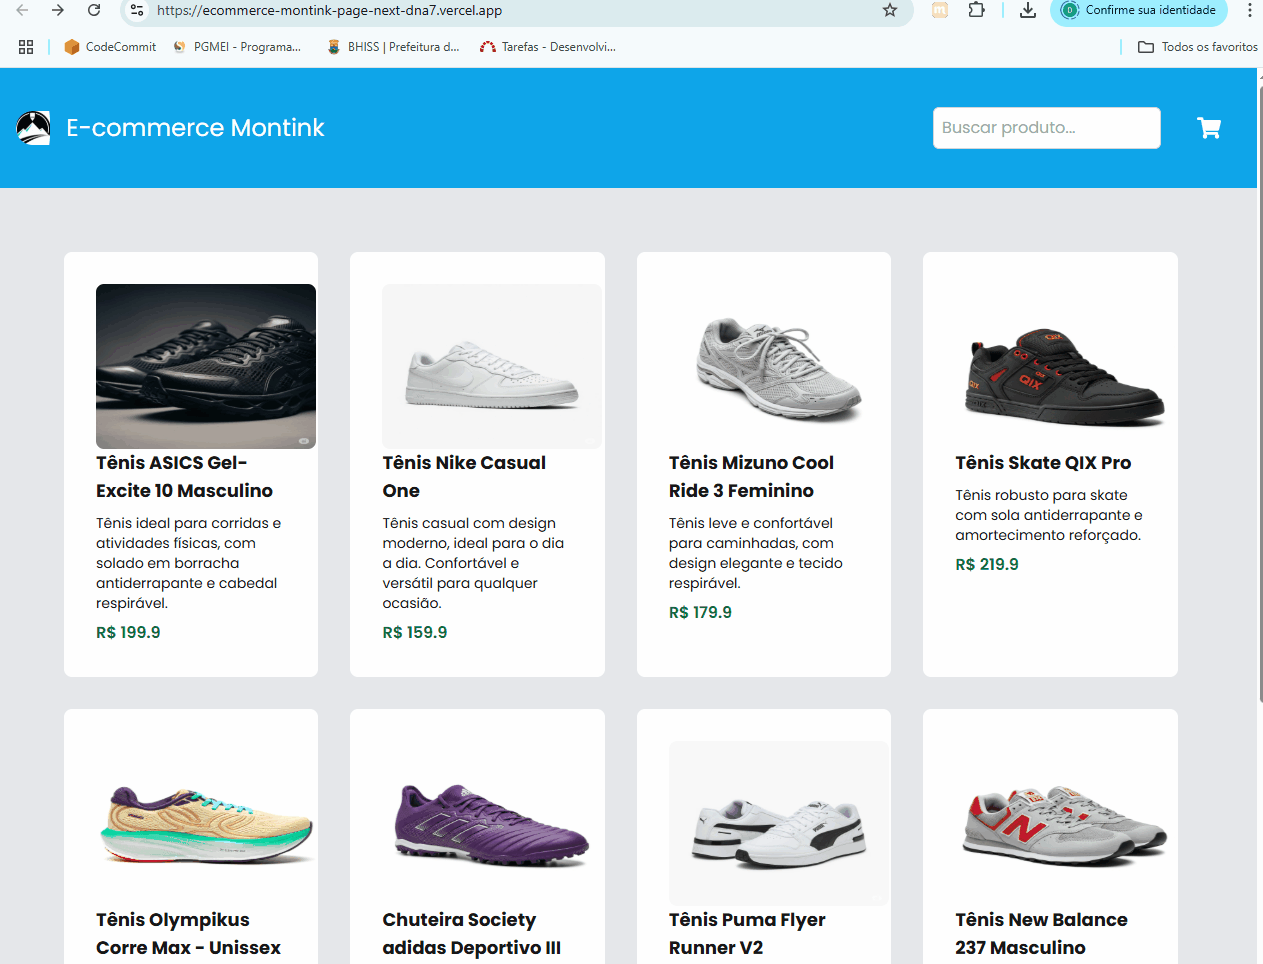 https://ecommerce-montink-page-next-dna7.vercel.app
Confirme sua identidade
CodeCommit
PGMEI - Programa...
BHISS | Prefeitura d...
Tarefas - Desenvolvi...
Todos os favoritos
E-commerce Montink
Buscar produto...
Tênis ASICS Gel-
Excite 10 Masculino
Tênis ideal para corridas e
atividades físicas, com
solado em borracha
antiderrapante e cabedal
respirável.
R$ 199.9
Tênis Nike Casual
One
Tênis casual com design
moderno, ideal para o dia
a dia. Confortável e
versátil para qualquer
ocasião.
R$ 159.9
Tênis Mizuno Cool
Ride 3 Feminino
Tênis leve e confortável
para caminhadas, com
design elegante e tecido
respirável.
R$ 179.9
QIX
QIX
Tênis Skate QIX Pro
Tênis robusto para skate
com sola antiderrapante e
amortecimento reforçado.
R$ 219.9
Tênis Olympikus
Corre Max - Unissex
Chuteira Society
adidas Deportivo III
Tênis Puma Flyer
Runner V2
N
Tênis New Balance
237 Masculino